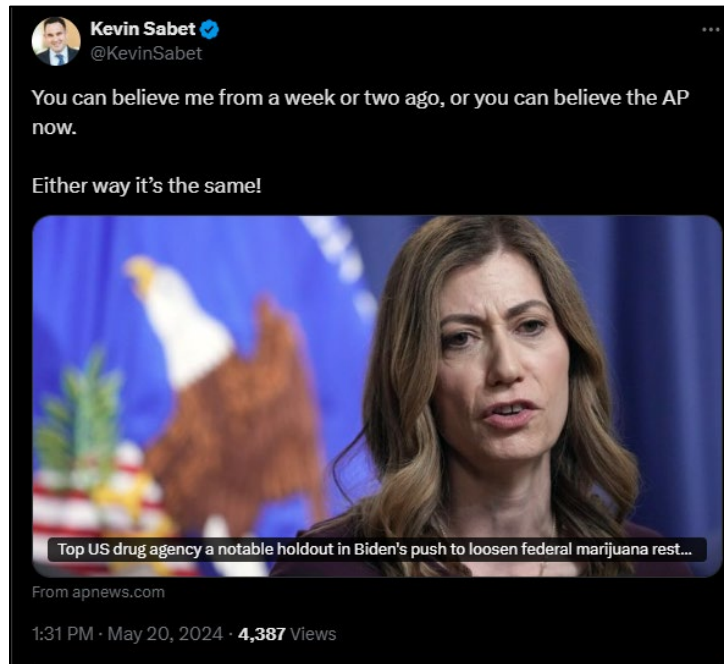 Kevin Sabet
@KevinSabet
You can believe me from a week or two ago, or you can believe the AP
now.
Either way it’s the same!
Top US drug agency a notable holdout in Biden's push to loosen federal marijuana rest...
From apnews.com
1:31 PM · May 20, 2024 · 4,387 Views